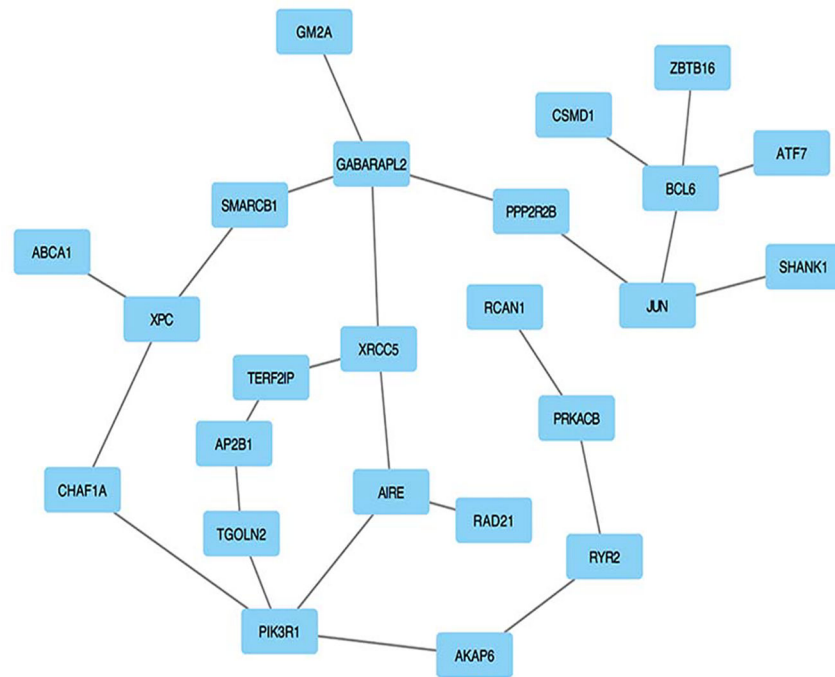 GM2A
ZBTB16
CSMD1
ATF7
GABARAPL2
BCL6
SMARCB1
PPP2R2B
ABCA1
SHANK1
XPC
RCAN1
JUN
XRCC5
TERF2IP
PRKACB
AP2B1
CHAF1A
AIRE
RAD21
TGOLN2
RYR2
PIK3R1
AKAP6